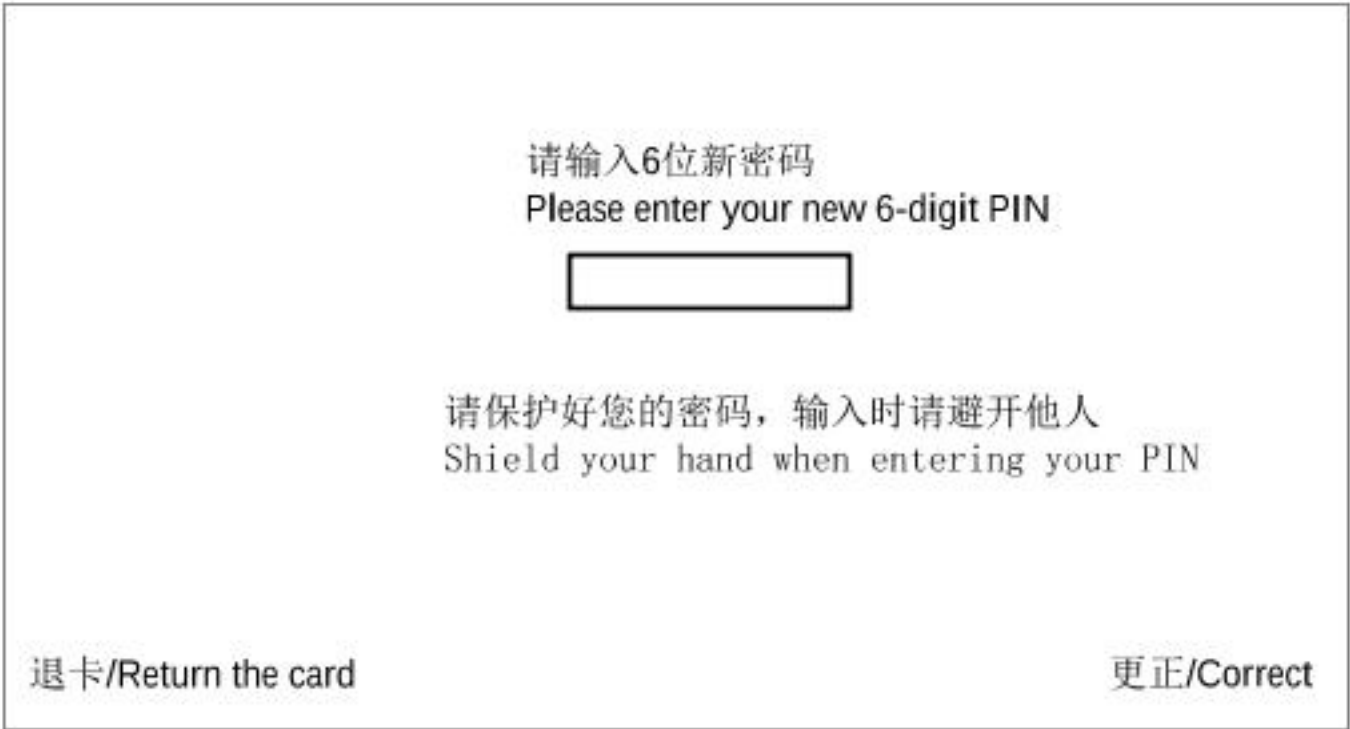 请输入6位新密码
Please enter your new 6-digit PIN
请保护好您的密码，输入时请避开他人
Shield your hand when entering your PIN
退卡/Return the card
更正/Correct